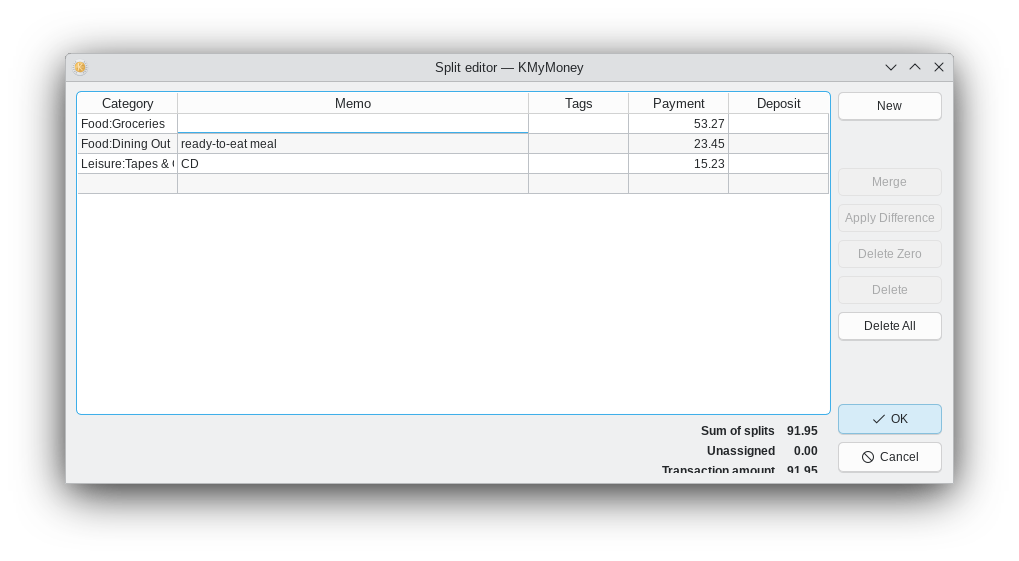 Split editor — KMyMoney
Category Memo Tags Payment Deposit New
Food:Groceries 53.27
Food:Dining Out ready-to-eat meal 23.45
Leisure:Tapes & CD 15.23
Merge
Apply Difference
Delete Zero
Delete
Delete All
OK
Sum of splits 91.95
Unassigned 0.00
Cancel
Transaction amount 91.95